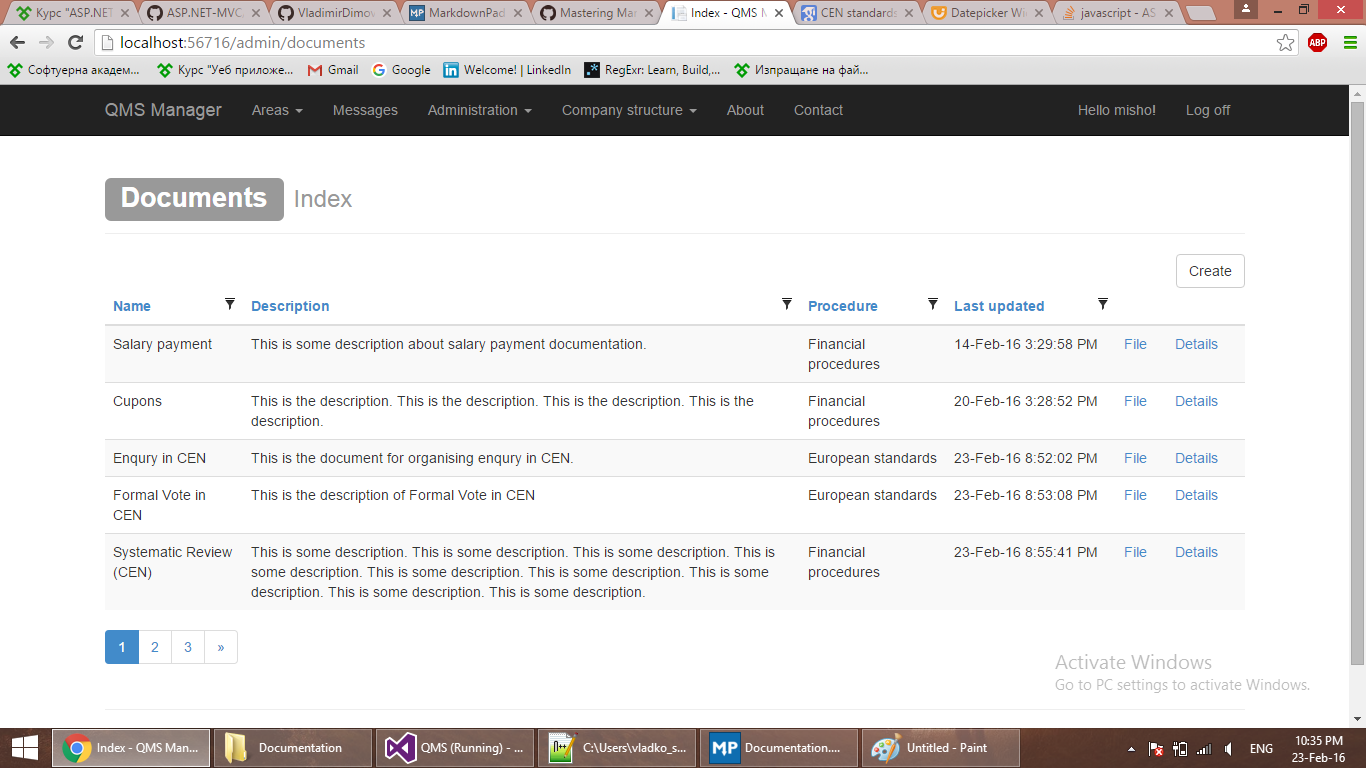 Курс "ASP.NET
ASP.NET-MVC
VladimirDimov
MarkdownPad
Mastering Mar
Index - QMS M
CEN standards
Datepicker Wi
javascript - AS
localhost:56716/admin/documents
ABP
Софтуерна академ...
Курс "Уеб приложе...
Gmail
Google
Welcome! | LinkedIn
RegExr: Learn, Build,...
Изпращане на фай...
QMS Manager Areas Messages Administration Company structure About Contact Hello misho! Log off
Documents Index
Create
Name Description Procedure Last updated
Salary payment This is some description about salary payment documentation. Financial 14-Feb-16 3:29:58 PM File Details
procedures
Cupons This is the description. This is the description. This is the description. This is the Financial 20-Feb-16 3:28:52 PM File Details
description. procedures
Enqury in CEN This is the document for organising enqury in CEN. European standards 23-Feb-16 8:52:02 PM File Details
Formal Vote in This is the description of Formal Vote in CEN European standards 23-Feb-16 8:53:08 PM File Details
CEN
Systematic Review This is some description. This is some description. This is some description. This is Financial 23-Feb-16 8:55:41 PM File Details
(CEN) some description. This is some description. This is some description. This is some procedures
description. This is some description. This is some description.
1 2 3 »
Activate Windows
Go to PC settings to activate Windows.
Index - QMS Man...
Documentation
QMS (Running) - ...
C:\Users\vladko_s...
MP Documentation....
Untitled - Paint
ENG
10:35 PM
23-Feb-16